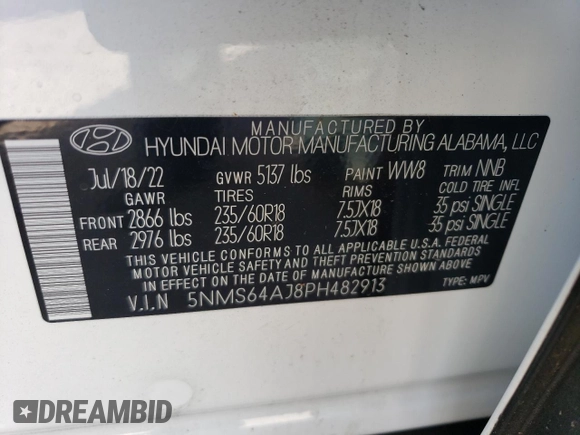 MANUFACTURED BY
HYUNDAI MOTOR MANUFACTURING ALABAMA, LLC
Jul/18/22 GVWR 5137 lbs PAINT WW8 TRIM NNB
GAWR TIRES RIMS COLD TIRE INFL
FRONT 2866 lbs 235/60R18 7.5JX18 35 psi SINGLE
REAR 2976 lbs 235/60R18 7.5JX18 35 psi SINGLE
THIS VEHICLE CONFORMS TO ALL APPLICABLE U.S.A. FEDERAL
MOTOR VEHICLE SAFETY AND THEFT PREVENTION STANDARDS
IN EFFECT ON THE DATE OF MANUFACTURE SHOWN ABOVE.
V.I.N 5NMS64AJ8PH482913 TYPE: MPV
DREAMBID